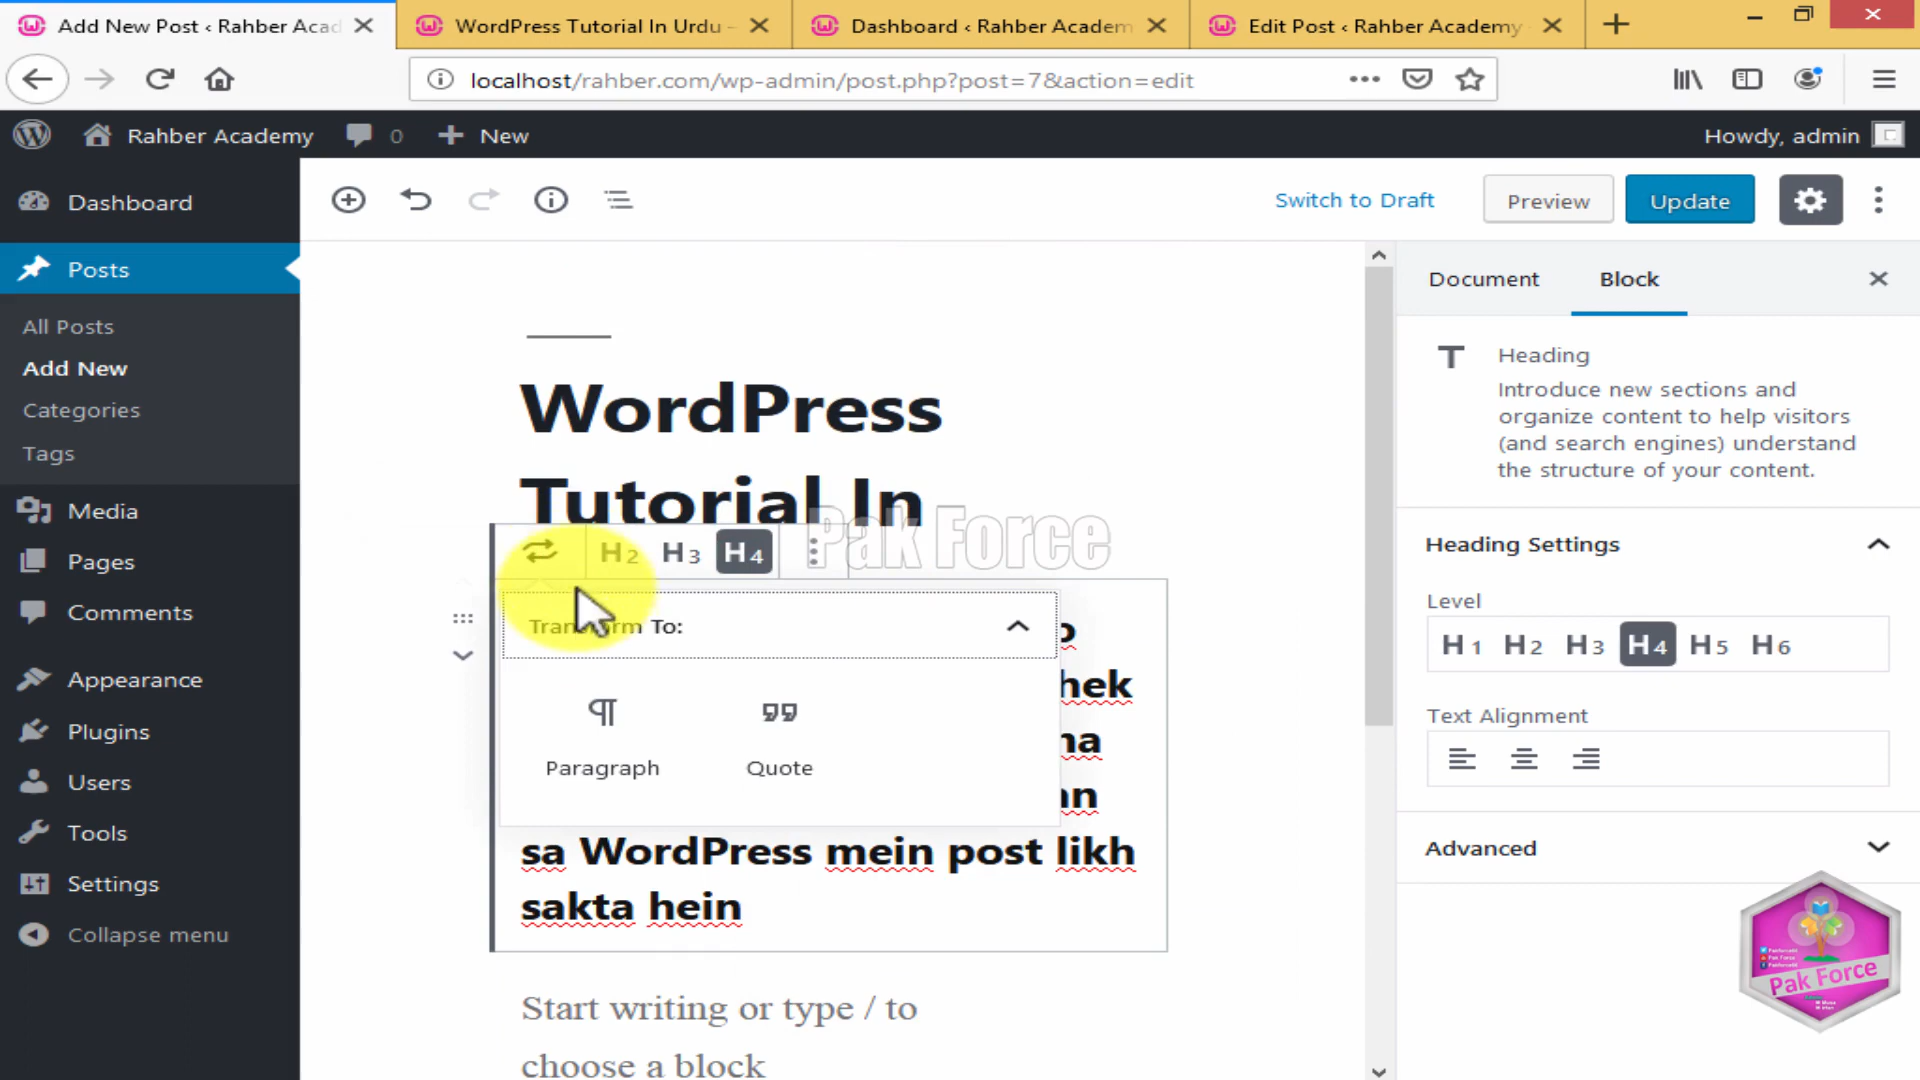 Add New Post ‹ Rahber Acad
WordPress Tutorial In Urdu –
Dashboard ‹ Rahber Academ
Edit Post ‹ Rahber Academy
localhost/rahber.com/wp-admin/post.php?post=7&action=edit
Rahber Academy
0
New
Howdy, admin
Dashboard
Posts
All Posts
Add New
Categories
Tags
Media
Pages
Comments
Appearance
Plugins
Users
Tools
Settings
Collapse menu
Switch to Draft
Preview
Update
WordPress
Tutorial In
Pak Force
H2 H3 H4
Transform To:
Paragraph
Quote
hek
sa WordPress mein post likh
sakta hein
Start writing or type / to
choose a block
Document
Block
Heading
Introduce new sections and
organize content to help visitors
(and search engines) understand
the structure of your content.
Heading Settings
Level
H1 H2 H3 H4 H5 H6
Text Alignment
Advanced
Pak Force